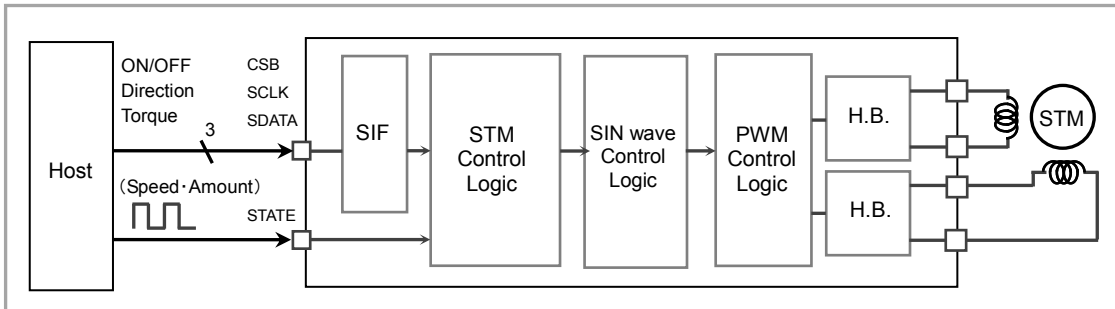 Host
ON/OFF
Direction
Torque
3
CSB
SCLK
SDATA
(Speed・Amount)
STATE
SIF
STM
Control
Logic
SIN wave
Control
Logic
PWM
Control
Logic
H.B.
H.B.
STM